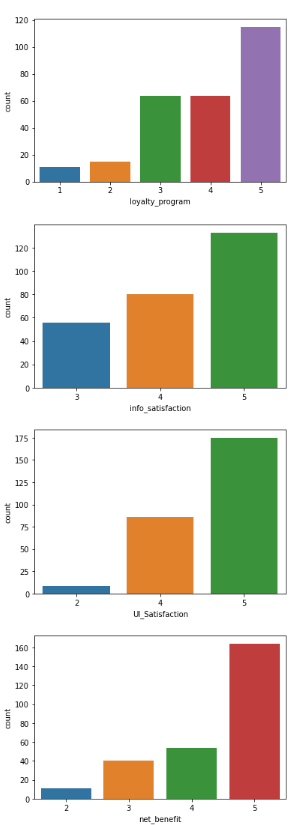 120
100
80
60
40
20
0
count
1 2 3 4 5
loyalty_program
120
100
80
60
40
20
0
count
3 4 5
info_satisfaction
175
150
125
100
75
50
25
0
count
2 4 5
UI_Satisfaction
160
140
120
100
80
60
40
20
0
count
2 3 4 5
net_benefit